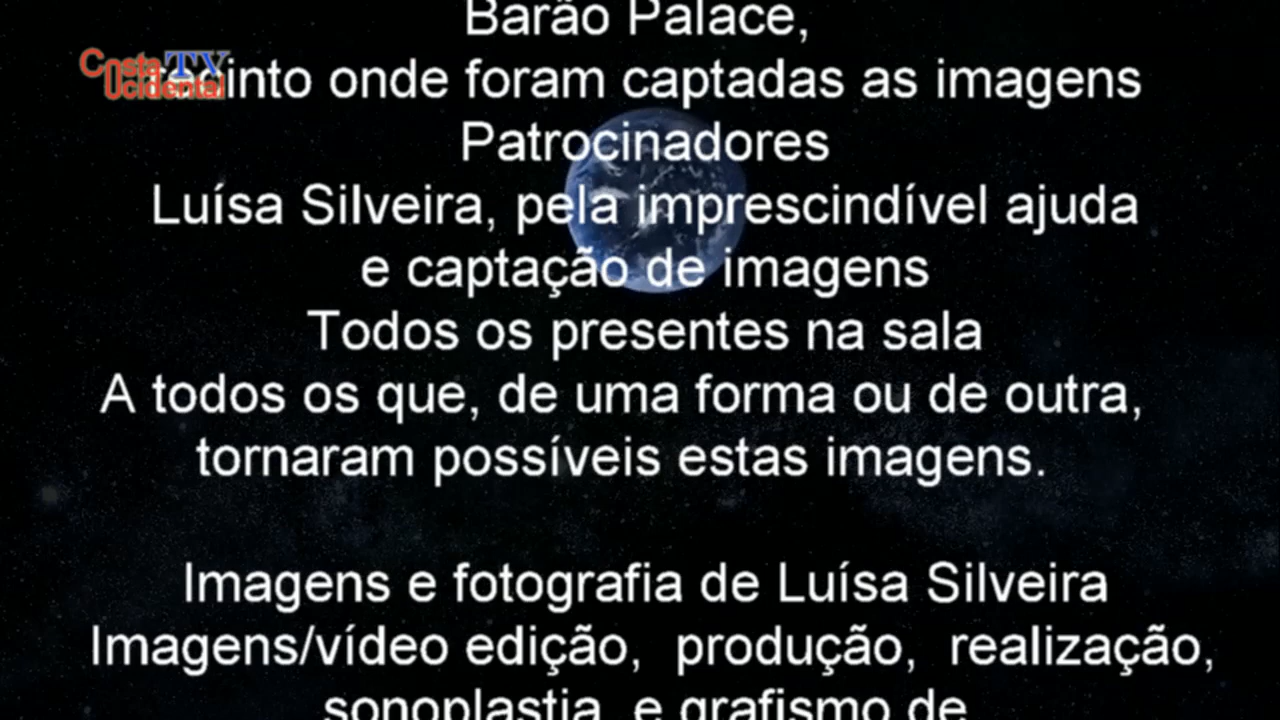 Barão Palace,
Costa TV
Ocidental
onde foram captadas as imagens
Patrocinadores
Luísa Silveira, pela imprescindível ajuda
e captação de imagens
Todos os presentes na sala
A todos os que, de uma forma ou de outra,
tornaram possíveis estas imagens.
Imagens e fotografia de Luísa Silveira
Imagens/vídeo edição, produção, realização,
sonoplastia e grafismo de